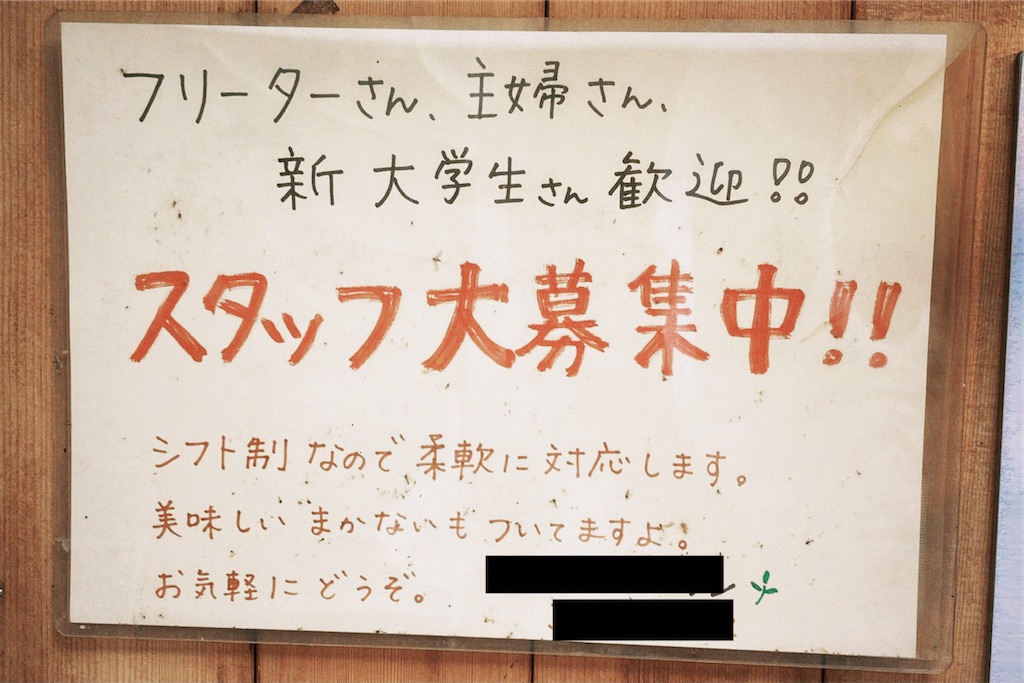 フリーターさん、主婦さん、
新大学生さん歓迎!!
スタッフ大募集中!!
シフト制なので柔軟に対応します。
美味しいまかないもついてますよ!
お気軽にどうぞ。